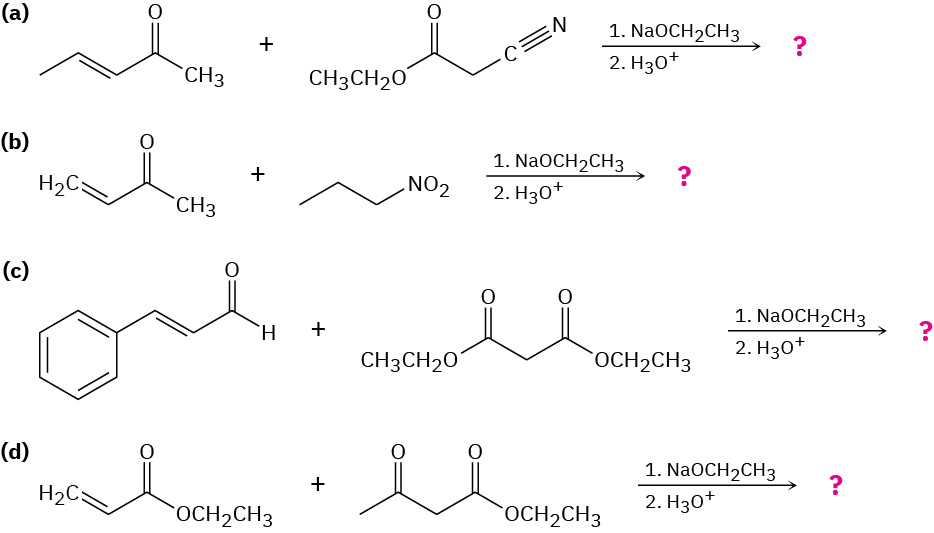 (a)
O
CH3
+
O
CH3CH2O
C
N
1. NaOCH2CH3
2. H3O+
?
(b)
O
H2C
CH3
+
NO2
1. NaOCH2CH3
2. H3O+
?
(c)
O
H
+
O
O
CH3CH2O
OCH2CH3
1. NaOCH2CH3
2. H3O+
?
(d)
O
H2C
OCH2CH3
+
O
O
OCH2CH3
1. NaOCH2CH3
2. H3O+
?